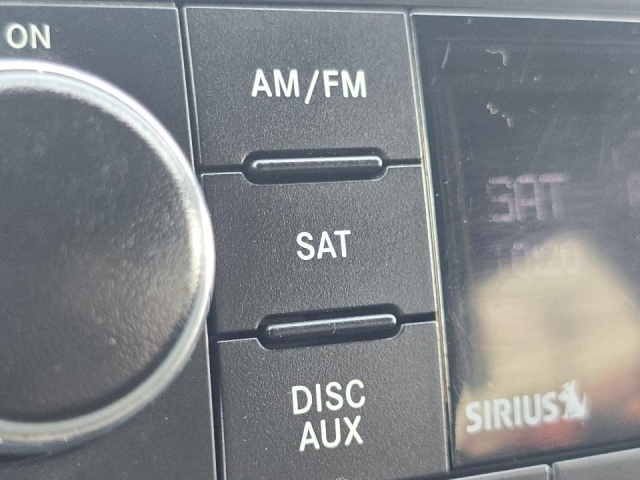 ON
AM/FM
SAT
SAT
DISC
AUX
SIRIUS